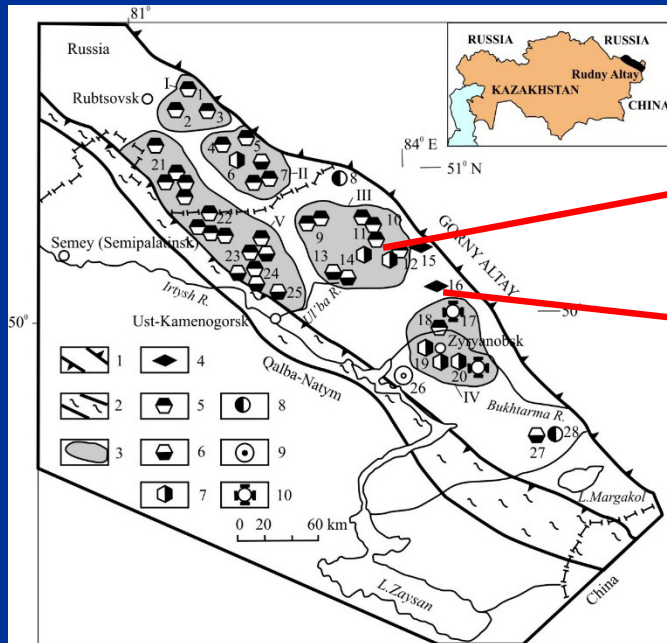 81°
Russia
Rubtsovsk
I
1
2
3
4
5
6
7
II
8
84° E
51° N
RUSSIA
RUSSIA
Rudny Altay
KAZAKHSTAN
CHINA
III
21
22
V
9
10
11
12
13
14
15
GORNY ALTAY
Semey (Semipalatinsk)
23
24
25
Irtysh R.
Ul'ba R.
16
50°
50°
Ust-Kamenogorsk
17
18
Zyryanobsk
19
20
26
IV
Qalba-Natym
Bukhtarma R.
27
28
1
4
2
5
8
3
6
9
7
10
0
20
60 km
L.Margakol
L.Zaysan
China